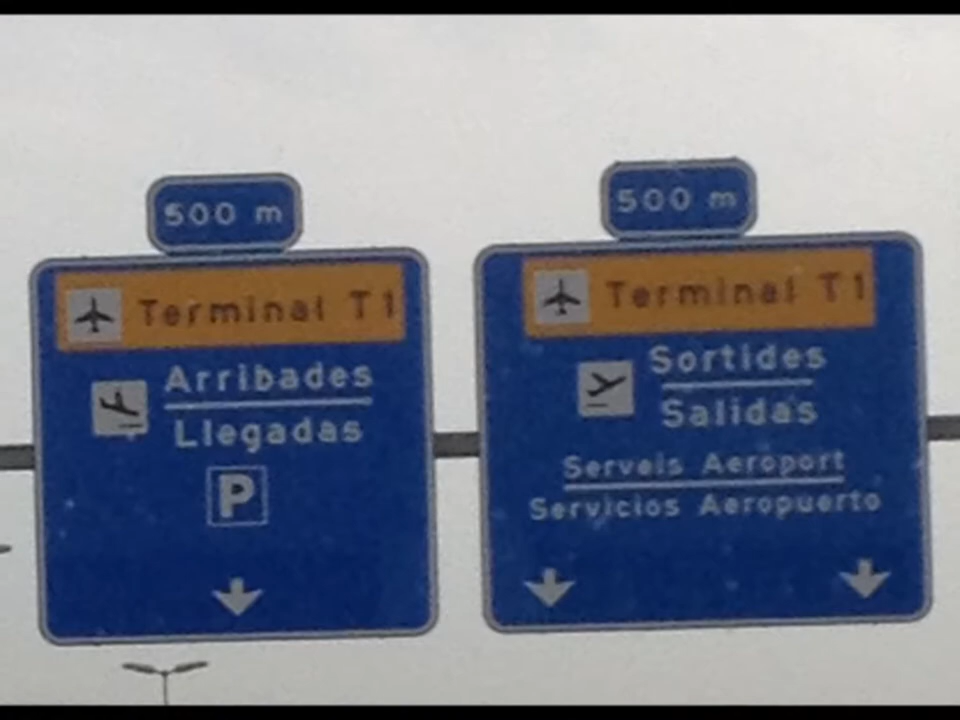 500 m
Terminal T1
Arribades
Llegadas
P
500 m
Terminal T1
Sortides
Salidas
Serveis Aeroport
Servicios Aeropuerto